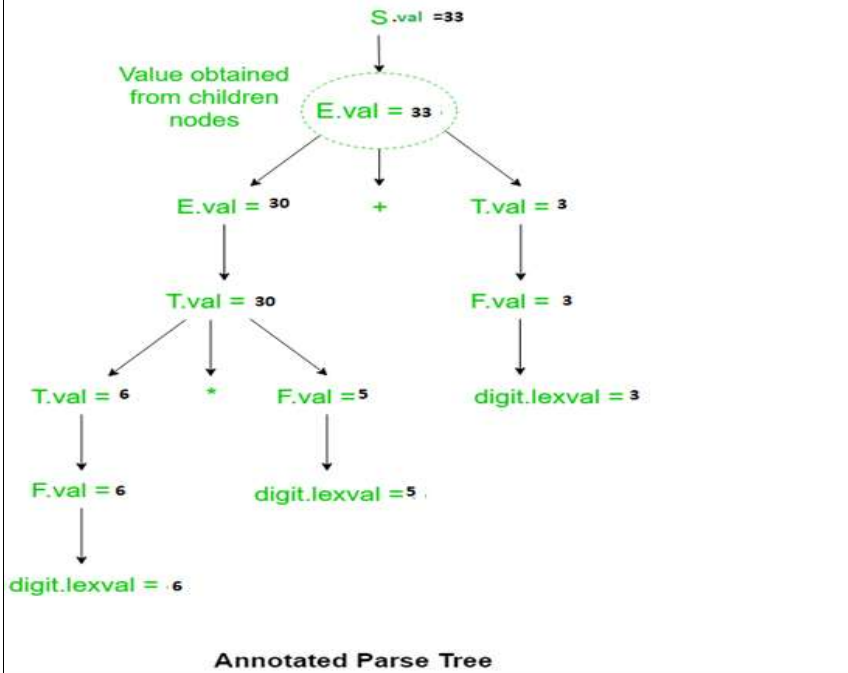 S.val =33
Value obtained
from children
nodes
E.val = 33
E.val = 30
+
T.val = 3
T.val = 30
F.val = 3
T.val = 6
*
F.val =5
digit.lexval = 3
F.val = 6
digit.lexval =5
digit.lexval = 6
Annotated Parse Tree